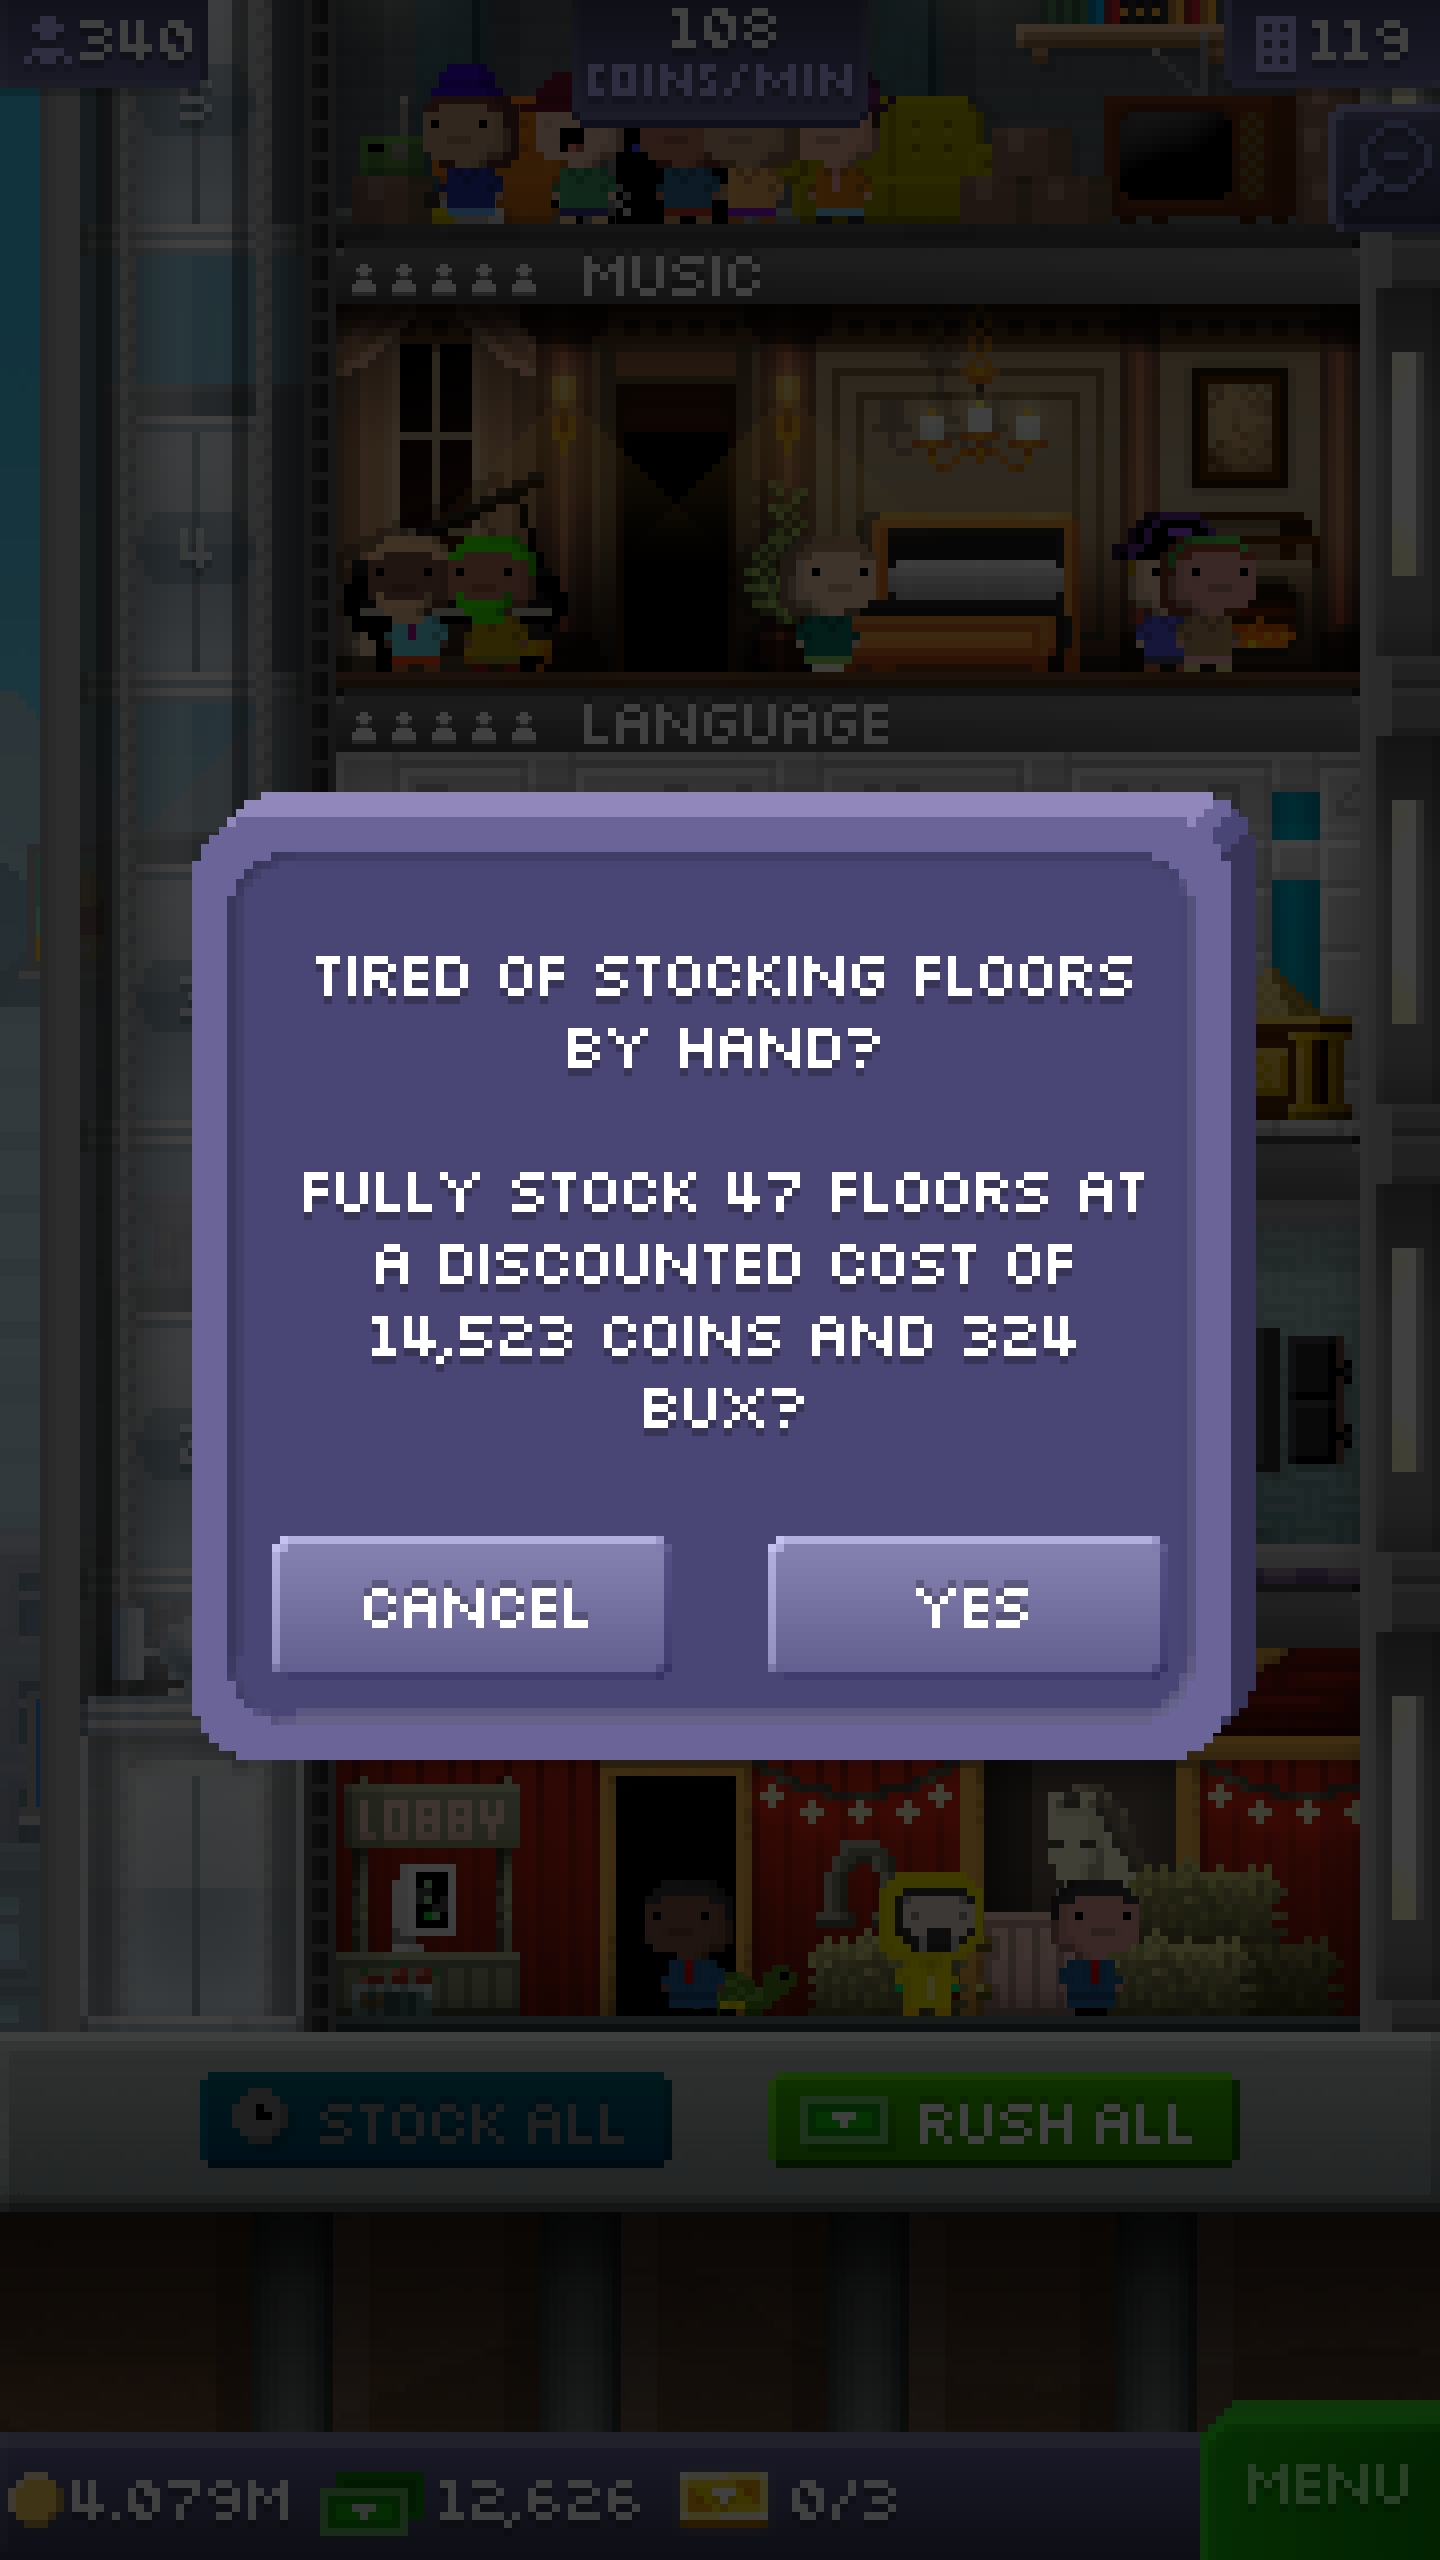 340
108
COINS/MIN
119
5
MUSIC
4
LANGUAGE
TIRED OF STOCKING FLOORS
BY HAND?
FULLY STOCK 47 FLOORS AT
A DISCOUNTED COST OF
14,523 COINS AND 324
BUX?
CANCEL
YES
LOBBY
STOCK ALL
RUSH ALL
4.079M
12,626
0/3
MENU